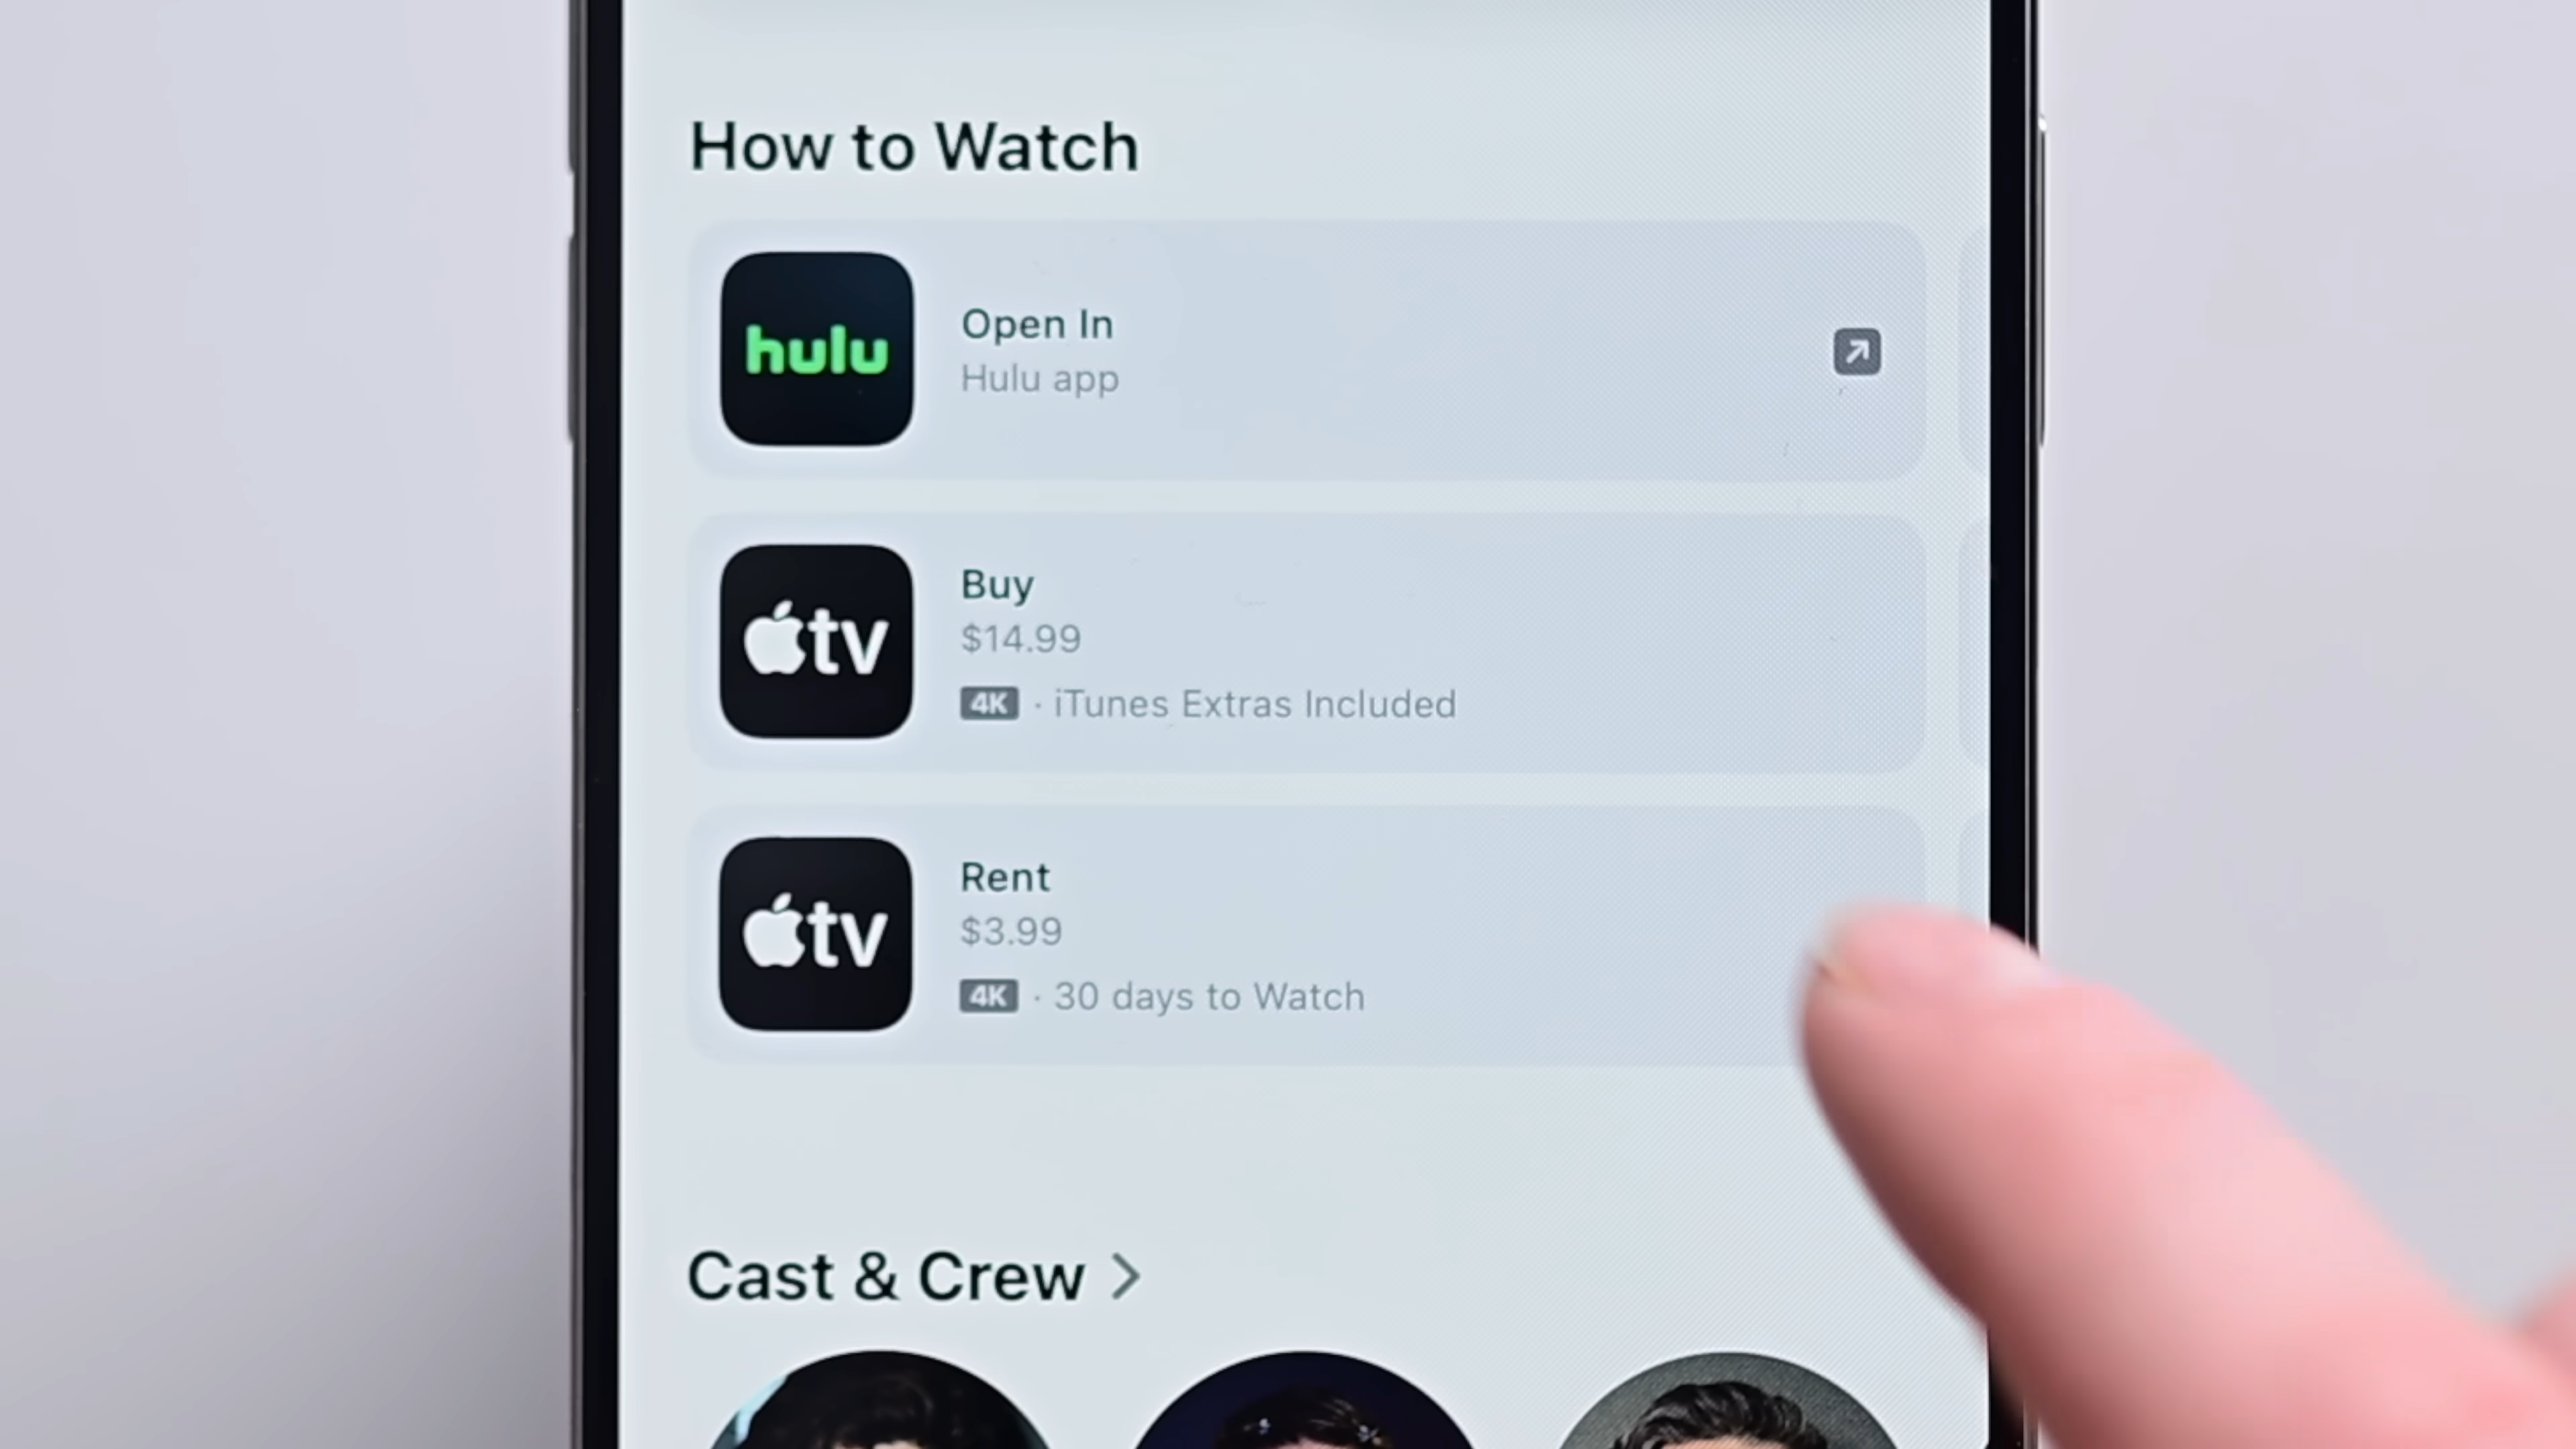 How to Watch
hulu
Open In
Hulu app
tv
Buy
$14.99
4K · iTunes Extras Included
tv
Rent
$3.99
4K · 30 days to Watch
Cast & Crew >